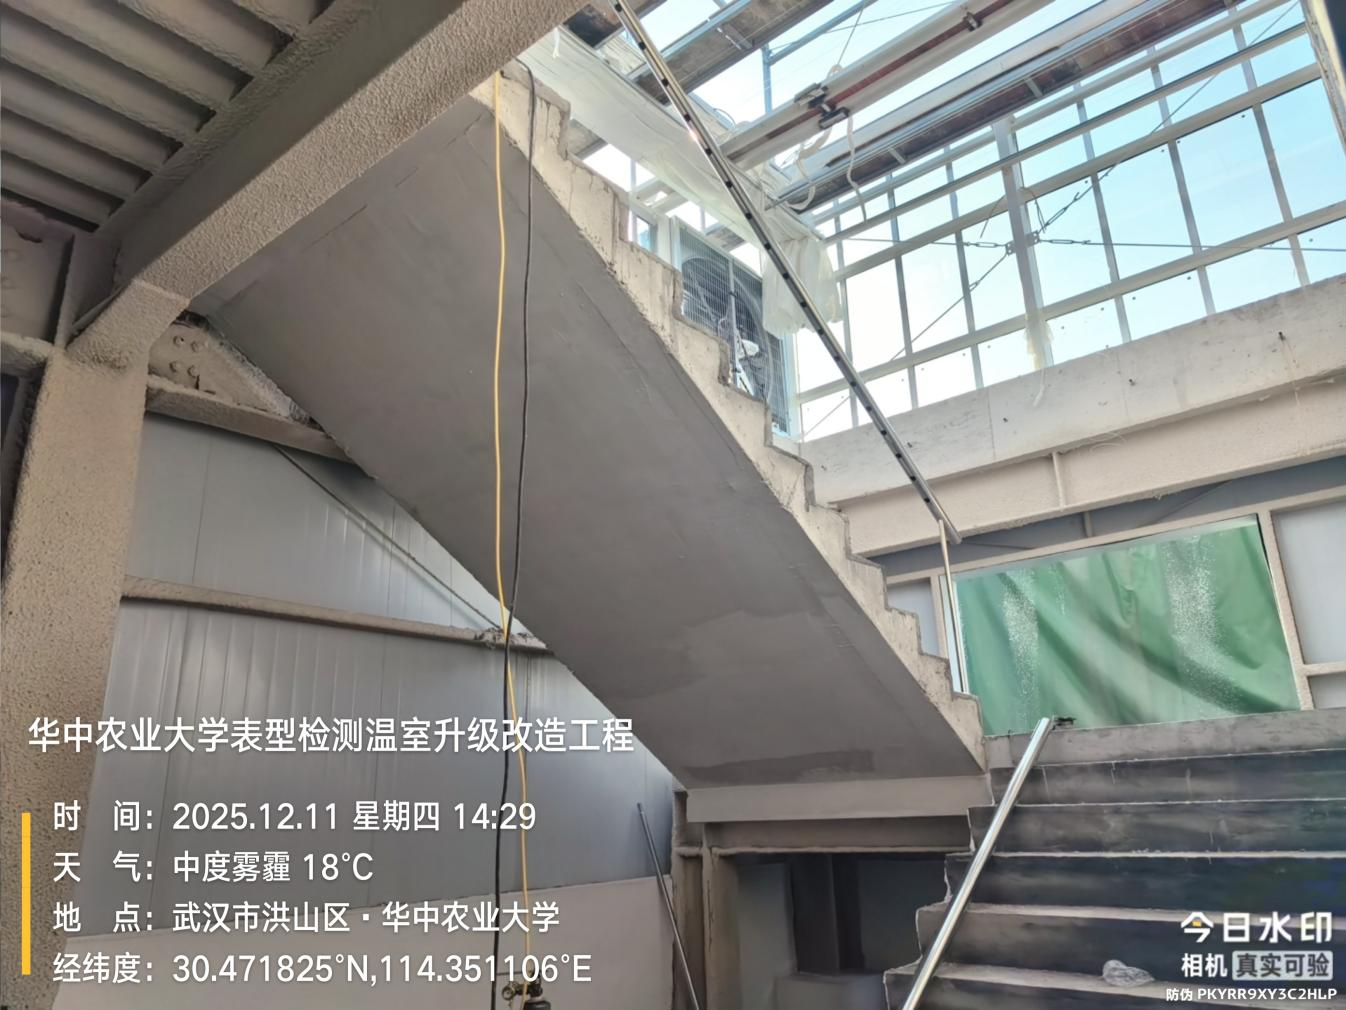 华中农业大学表型检测温室升级改造工程
时 间：2025.12.11 星期四 14:29
天 气：中度雾霾 18°C
地 点：武汉市洪山区·华中农业大学
经纬度：30.471825°N,114.351106°E
今日水印
相机 真实可验
防伪 PKYRR9XY3C2HLP